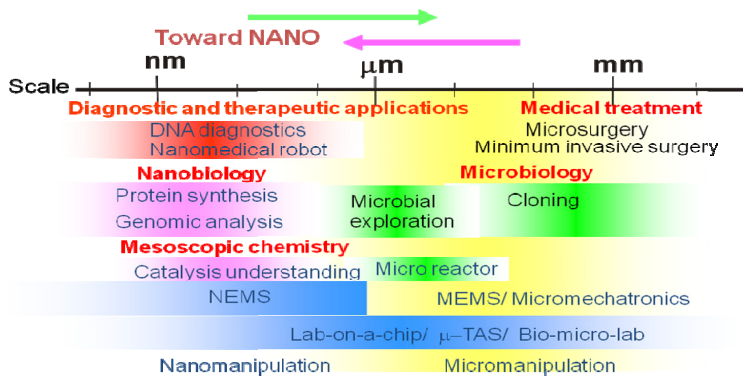 Toward NANO
nm μm mm
Scale
Diagnostic and therapeutic applications Medical treatment
DNA diagnostics Microsurgery
Nanomedical robot Minimum invasive surgery
Nanobiology Microbiology
Protein synthesis Microbial Cloning
Genomic analysis exploration
Mesoscopic chemistry
Catalysis understanding Micro reactor
NEMS MEMS/ Micromechatronics
Lab-on-a-chip/ μ–TAS/ Bio-micro-lab
Nanomanipulation Micromanipulation